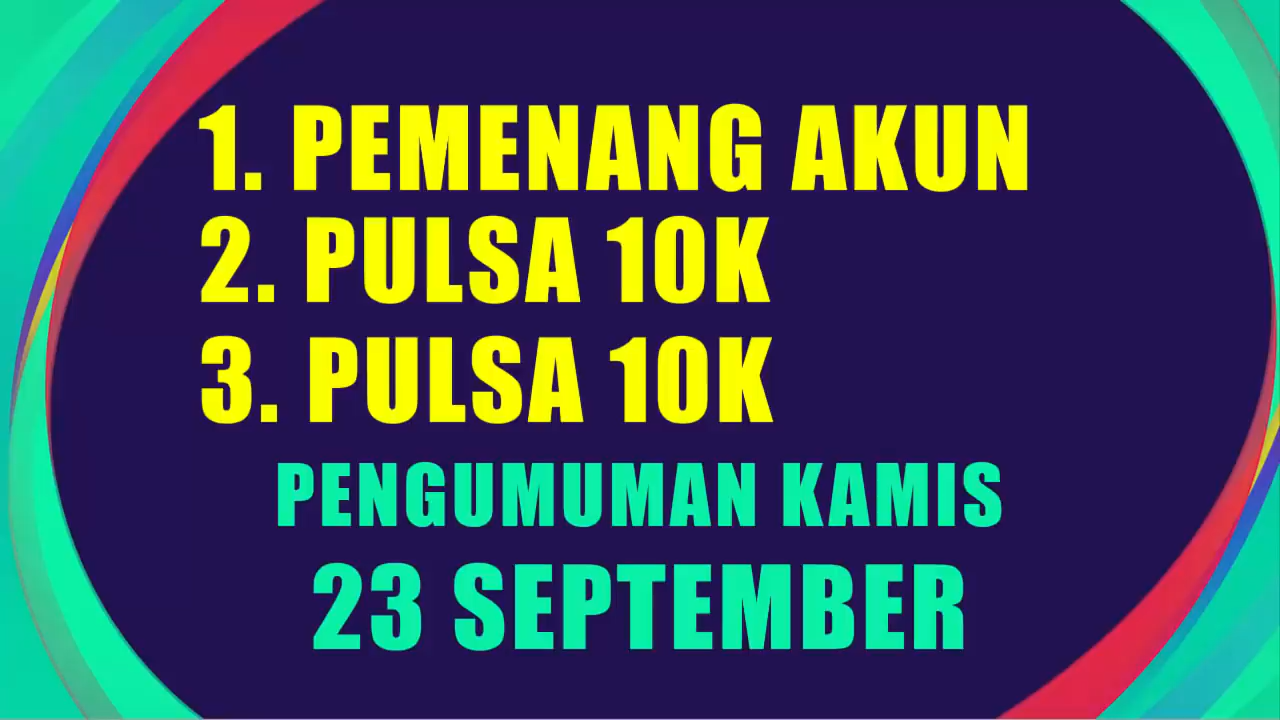 1. PEMENANG AKUN
2. PULSA 10K
3. PULSA 10K
PENGUMUMAN KAMIS
23 SEPTEMBER